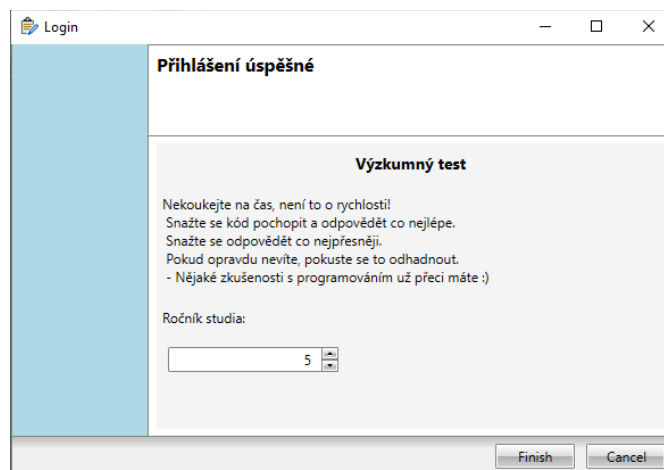 Login
Přihlášení úspěšné
Výzkumný test
Nekoukejte na čas, není to o rychlosti!
Snažte se kód pochopit a odpovědět co nejlépe.
Snažte se odpovědět co nejpřesněji.
Pokud opravdu nevíte, pokuste se to odhadnout.
- Nějaké zkušenosti s programováním už přeci máte :)
Ročník studia:
5
Finish Cancel